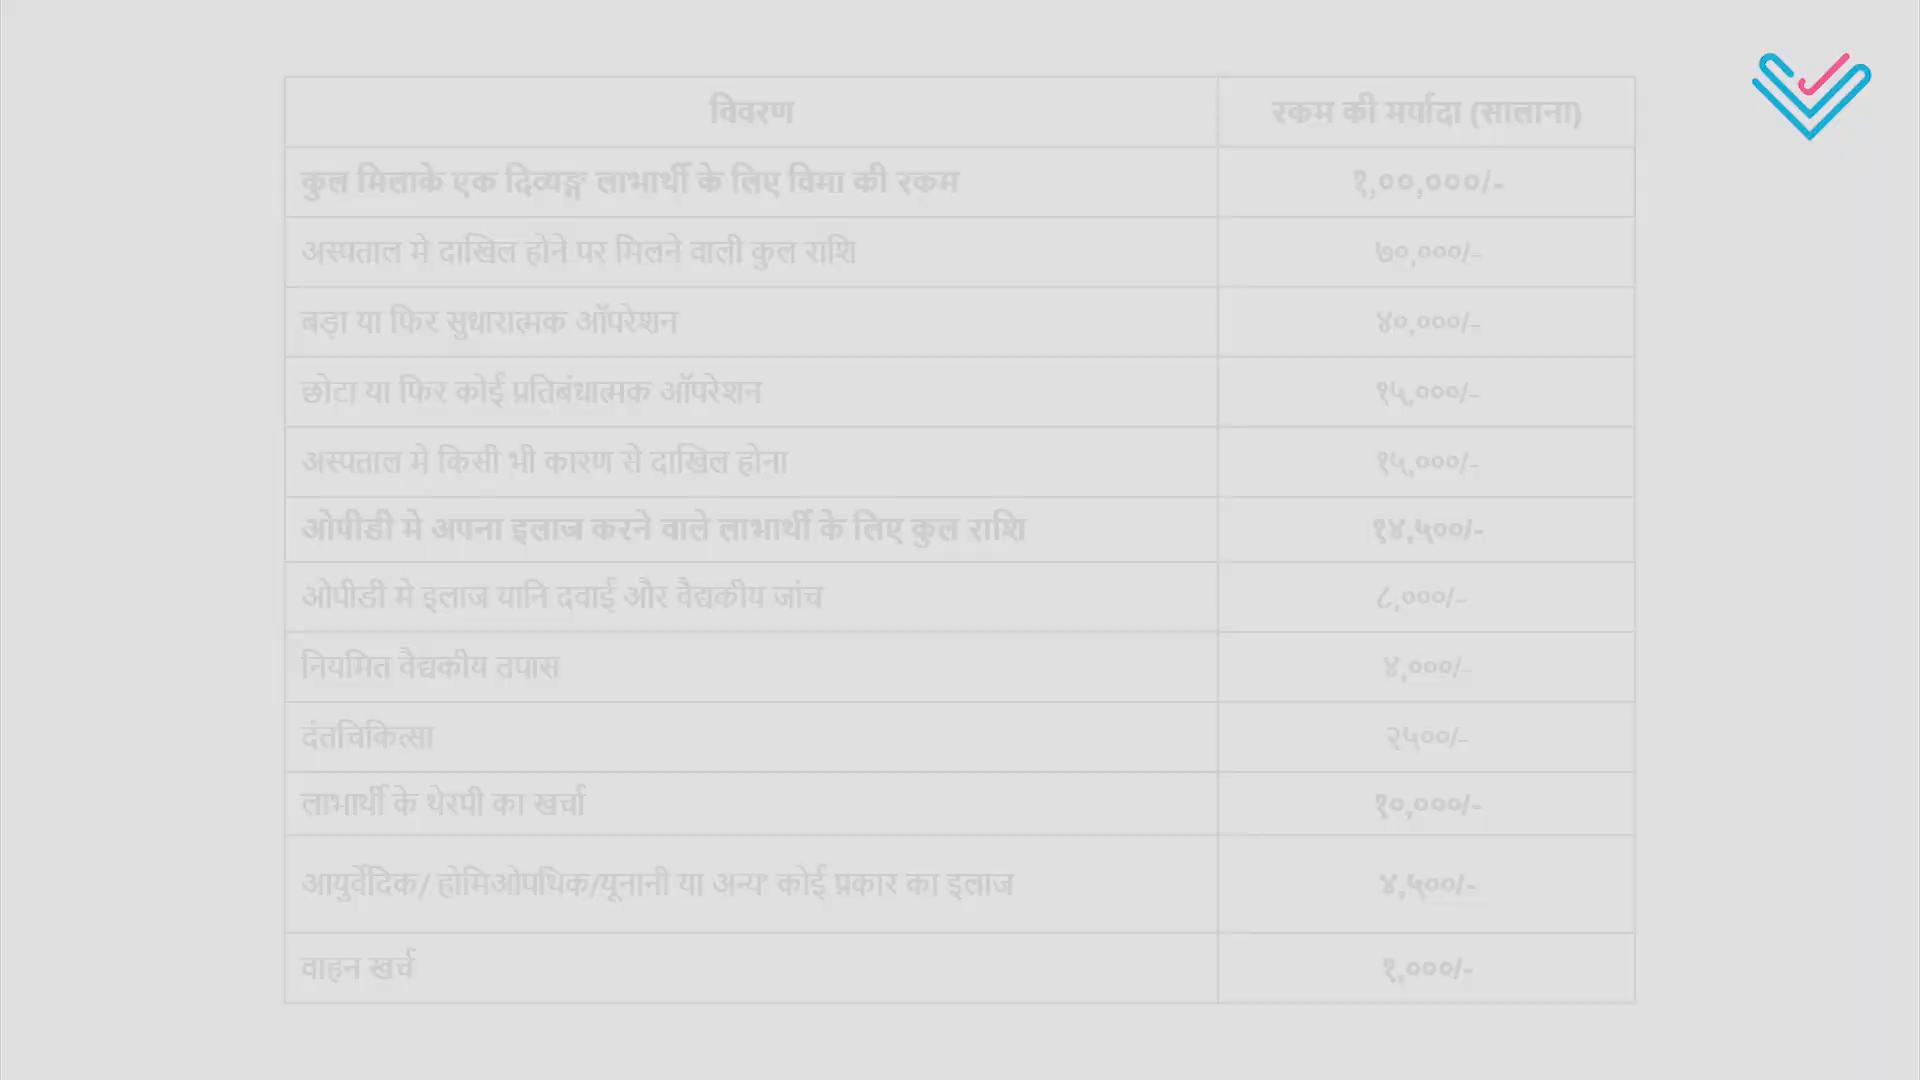 विवरण रकम की मर्यादा (सालाना)
कुल मिलाके एक दिव्यङ्ग लाभार्थी के लिए विमा की रकम १,००,०००/-
अस्पताल मे दाखिल होने पर मिलने वाली कुल राशि ७०,०००/-
बड़ा या फिर सुधारात्मक ऑपरेशन ४०,०००/-
छोटा या फिर कोई प्रतिबंधात्मक ऑपरेशन १५,०००/-
अस्पताल मे किसी भी कारण से दाखिल होना १५,०००/-
ओपीडी मे अपना इलाज करने वाले लाभार्थी के लिए कुल राशि १४,५००/-
ओपीडी मे इलाज यानि दवाई और वैद्यकीय जांच ८,०००/-
नियमित वैद्यकीय तपास ४,०००/-
दंतचिकित्सा २५००/-
लाभार्थी के थेरपी का खर्चा १०,०००/-
आयुर्वेदिक/ होमिओपथिक/यूनानी या अन्य कोई प्रकार का इलाज ४,५००/-
वाहन खर्च १,०००/-